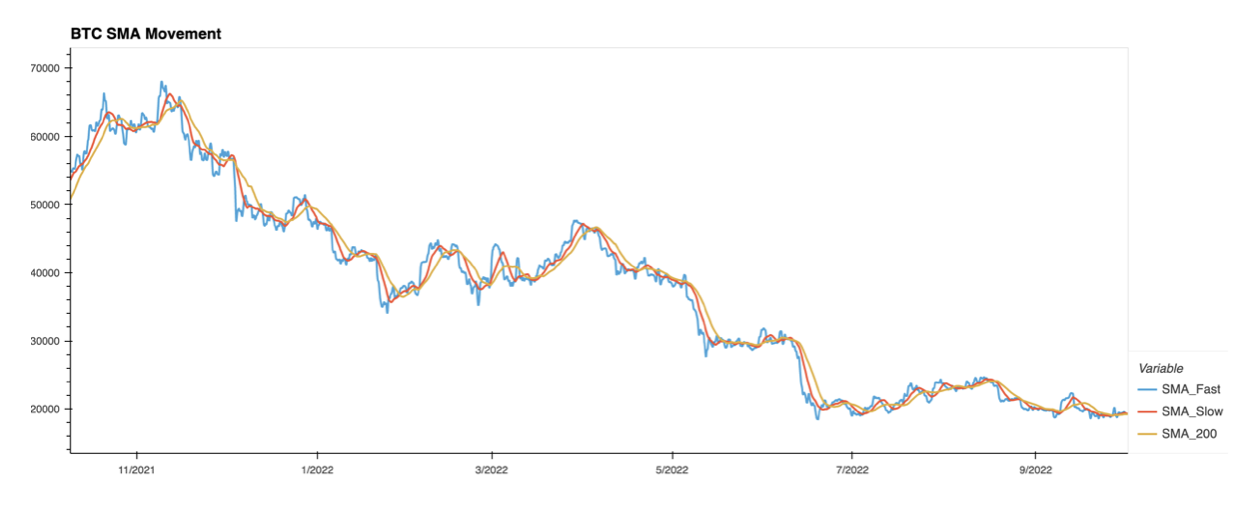 BTC SMA Movement
70000
60000
50000
40000
30000
20000
11/2021 1/2022 3/2022 5/2022 7/2022 9/2022
Variable
SMA_Fast
SMA_Slow
SMA_200